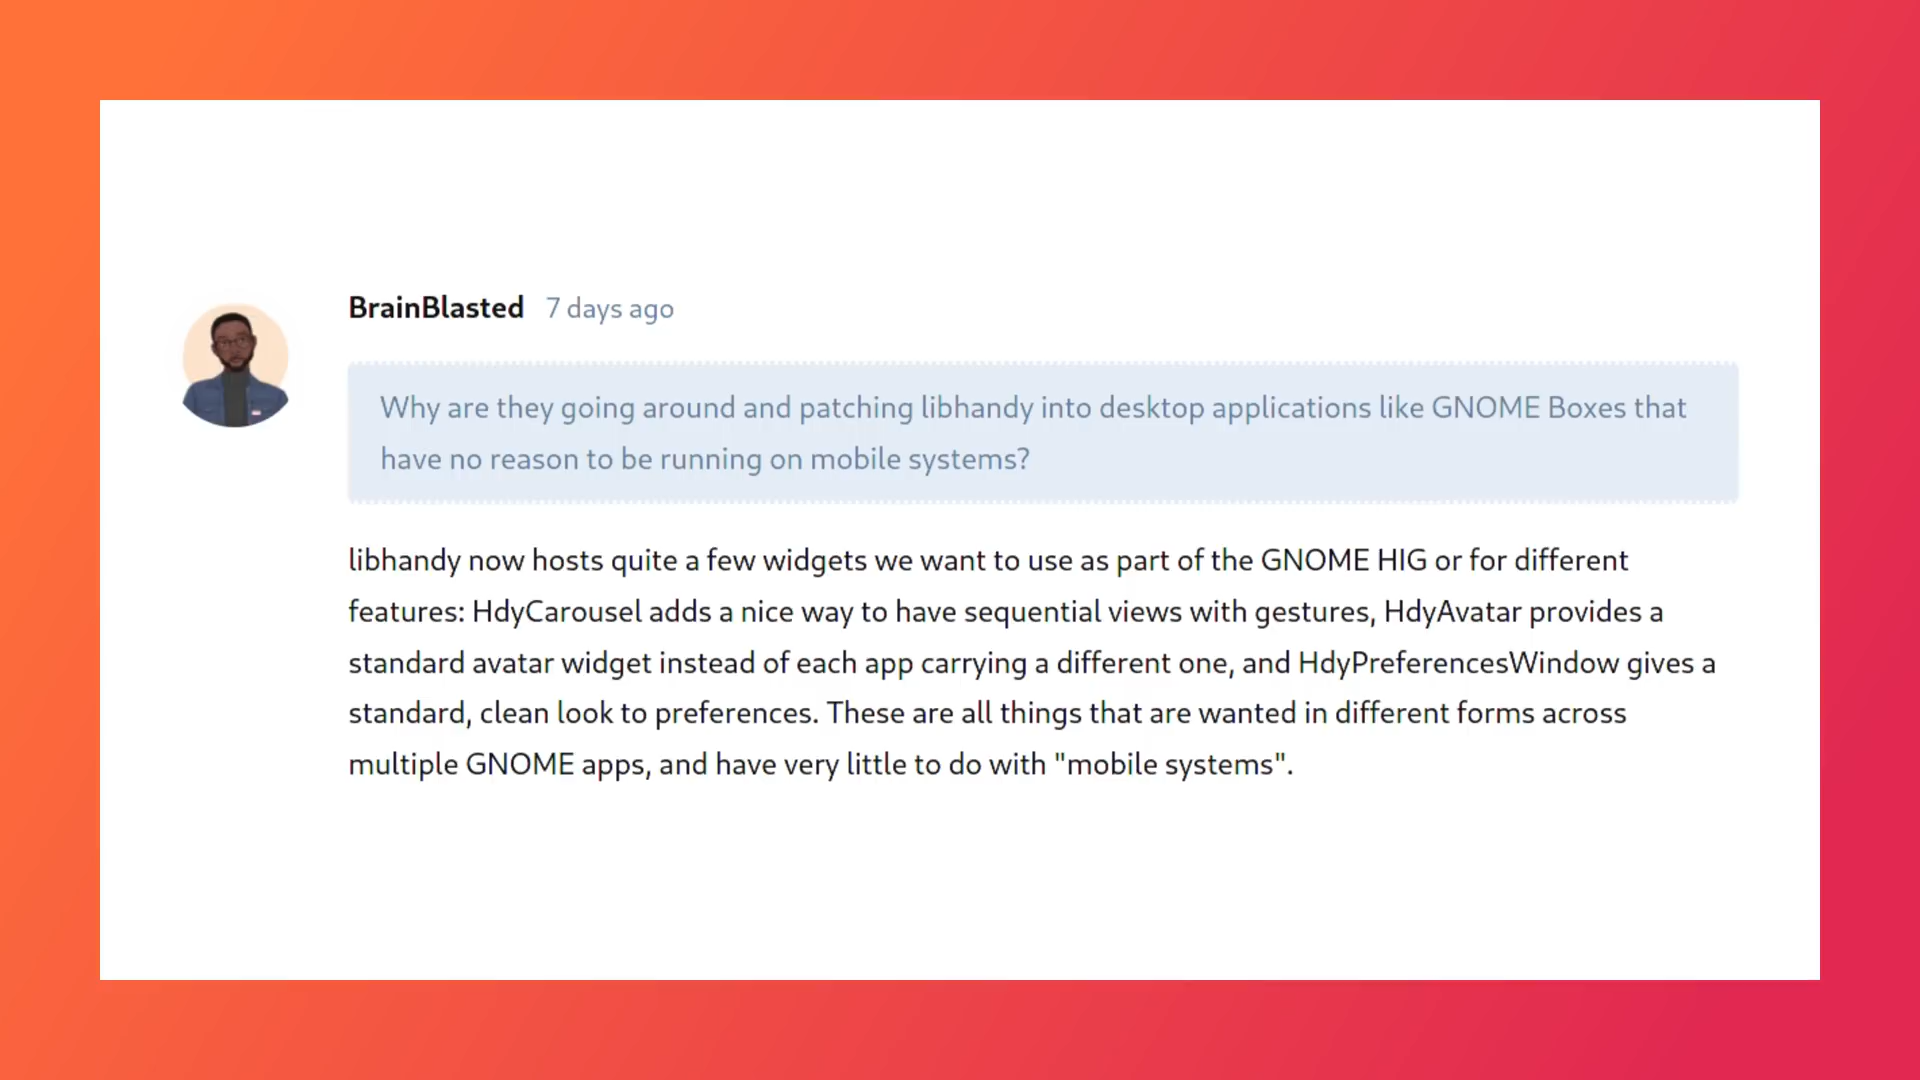 BrainBlasted 7 days ago
Why are they going around and patching libhandy into desktop applications like GNOME Boxes that
have no reason to be running on mobile systems?
libhandy now hosts quite a few widgets we want to use as part of the GNOME HIG or for different
features: HdyCarousel adds a nice way to have sequential views with gestures, HdyAvatar provides a
standard avatar widget instead of each app carrying a different one, and HdyPreferencesWindow gives a
standard, clean look to preferences. These are all things that are wanted in different forms across
multiple GNOME apps, and have very little to do with "mobile systems".